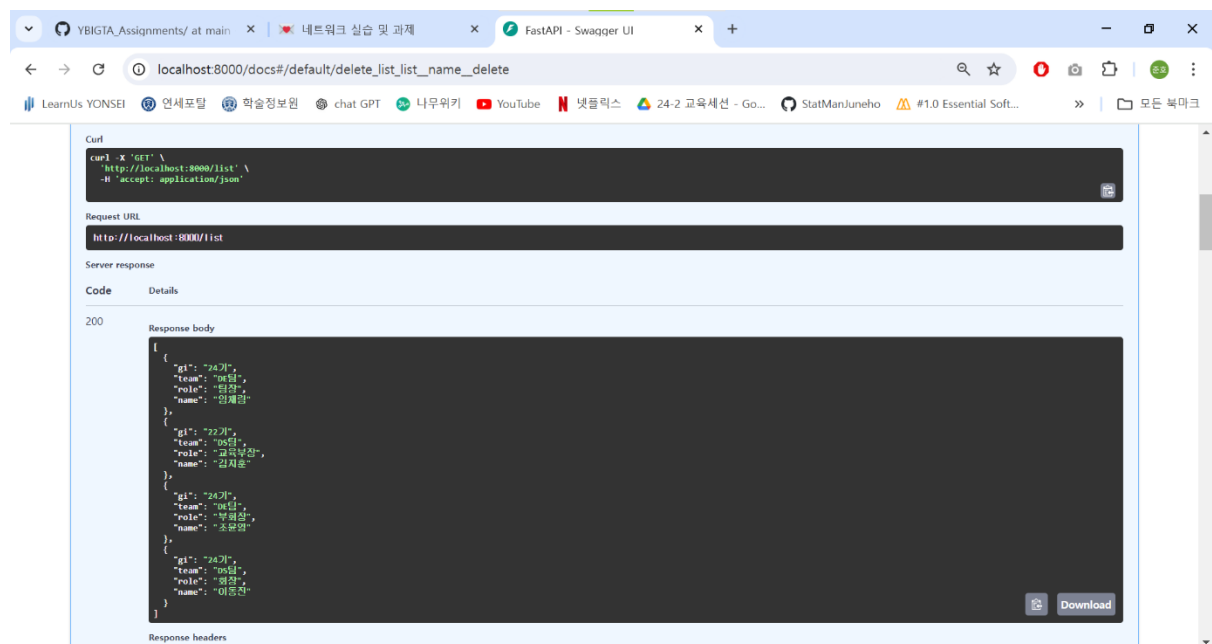 YBIGTA_Assignments/ at main
네트워크 실습 및 과제
FastAPI - Swagger UI
localhost:8000/docs#/default/delete_list_list__name__delete
준호
LearnUs YONSEI
연세포탈
학술정보원
chat GPT
나무위키
YouTube
넷플릭스
24-2 교육세션 - Go...
StatManJuneho
#1.0 Essential Soft...
»
모든 북마크
Curl
curl -X 'GET' \
'http://localhost:8000/list' \
-H 'accept: application/json'
Request URL
http://localhost:8000/list
Server response
Code Details
200
Response body
[
{
"gi": "24기",
"team": "DE팀",
"role": "팀장",
"name": "임채림"
},
{
"gi": "22기",
"team": "DS팀",
"role": "교육부장",
"name": "김지훈"
},
{
"gi": "24기",
"team": "DE팀",
"role": "부회장",
"name": "조윤영"
},
{
"gi": "24기",
"team": "DS팀",
"role": "회장",
"name": "이동진"
}
]
Download
Response headers